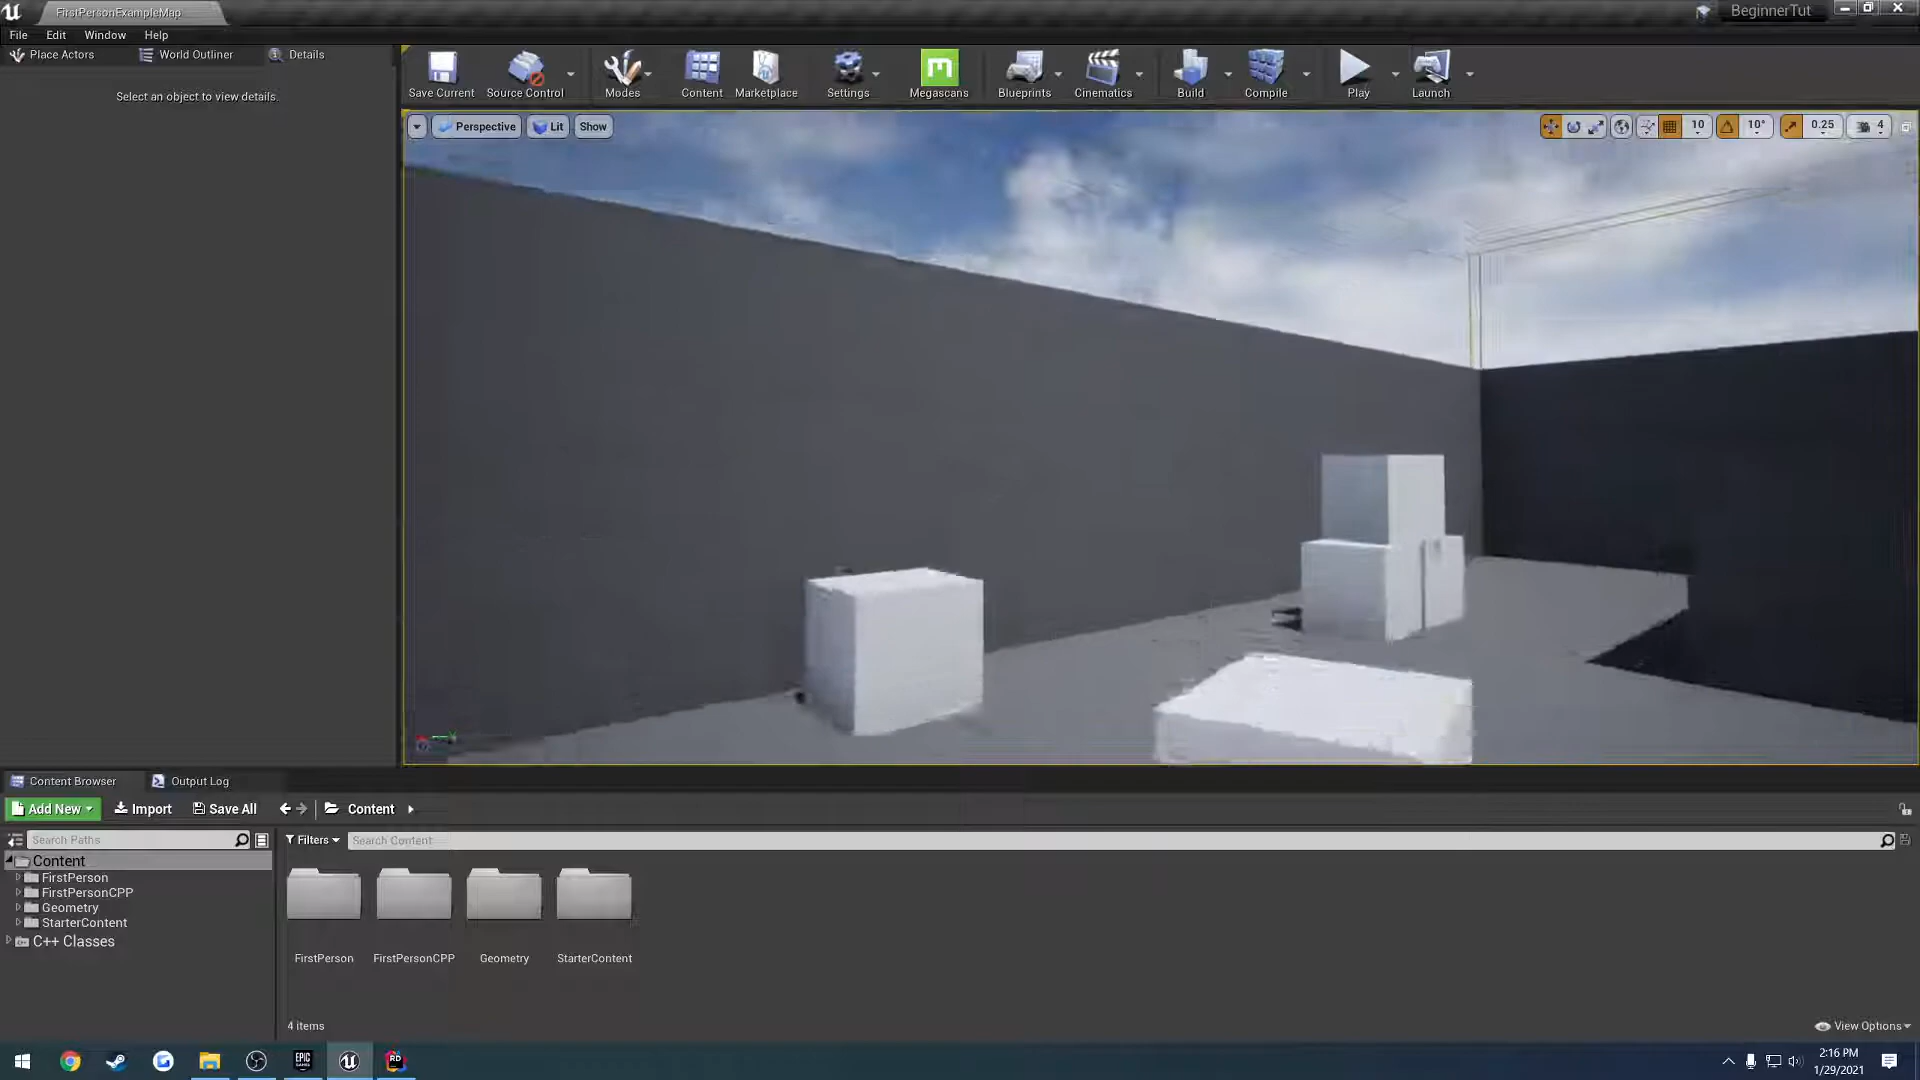 FirstPersonExampleMap
BeginnerTut
File Edit Window Help
Place Actors World Outliner Details
Select an object to view details.
Save Current Source Control Modes Content Marketplace Settings Megascans Blueprints Cinematics Build Compile Play Launch
Perspective Lit Show
10 10° 0.25 4
Content Browser Output Log
Add New Import Save All Content
Search Paths
Filters Search Content
Content
FirstPerson
FirstPersonCPP
Geometry
StarterContent
C++ Classes
FirstPerson FirstPersonCPP Geometry StarterContent
4 items
View Options
EPIC GAMES
RD
2:16 PM
1/29/2021